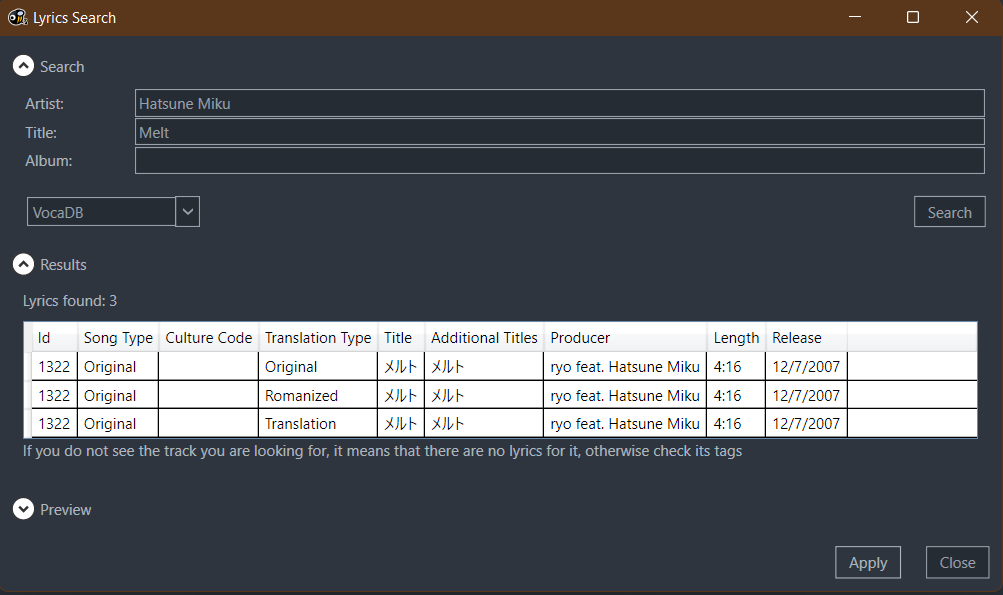 Lyrics Search
Search
Artist: Hatsune Miku
Title: Melt
Album:
VocaDB Search
Results
Lyrics found: 3
Id Song Type Culture Code Translation Type Title Additional Titles Producer Length Release
1322 Original Original メルト メルト ryo feat. Hatsune Miku 4:16 12/7/2007
1322 Original Romanized メルト メルト ryo feat. Hatsune Miku 4:16 12/7/2007
1322 Original Translation メルト メルト ryo feat. Hatsune Miku 4:16 12/7/2007
If you do not see the track you are looking for, it means that there are no lyrics for it, otherwise check its tags
Preview
Apply Close